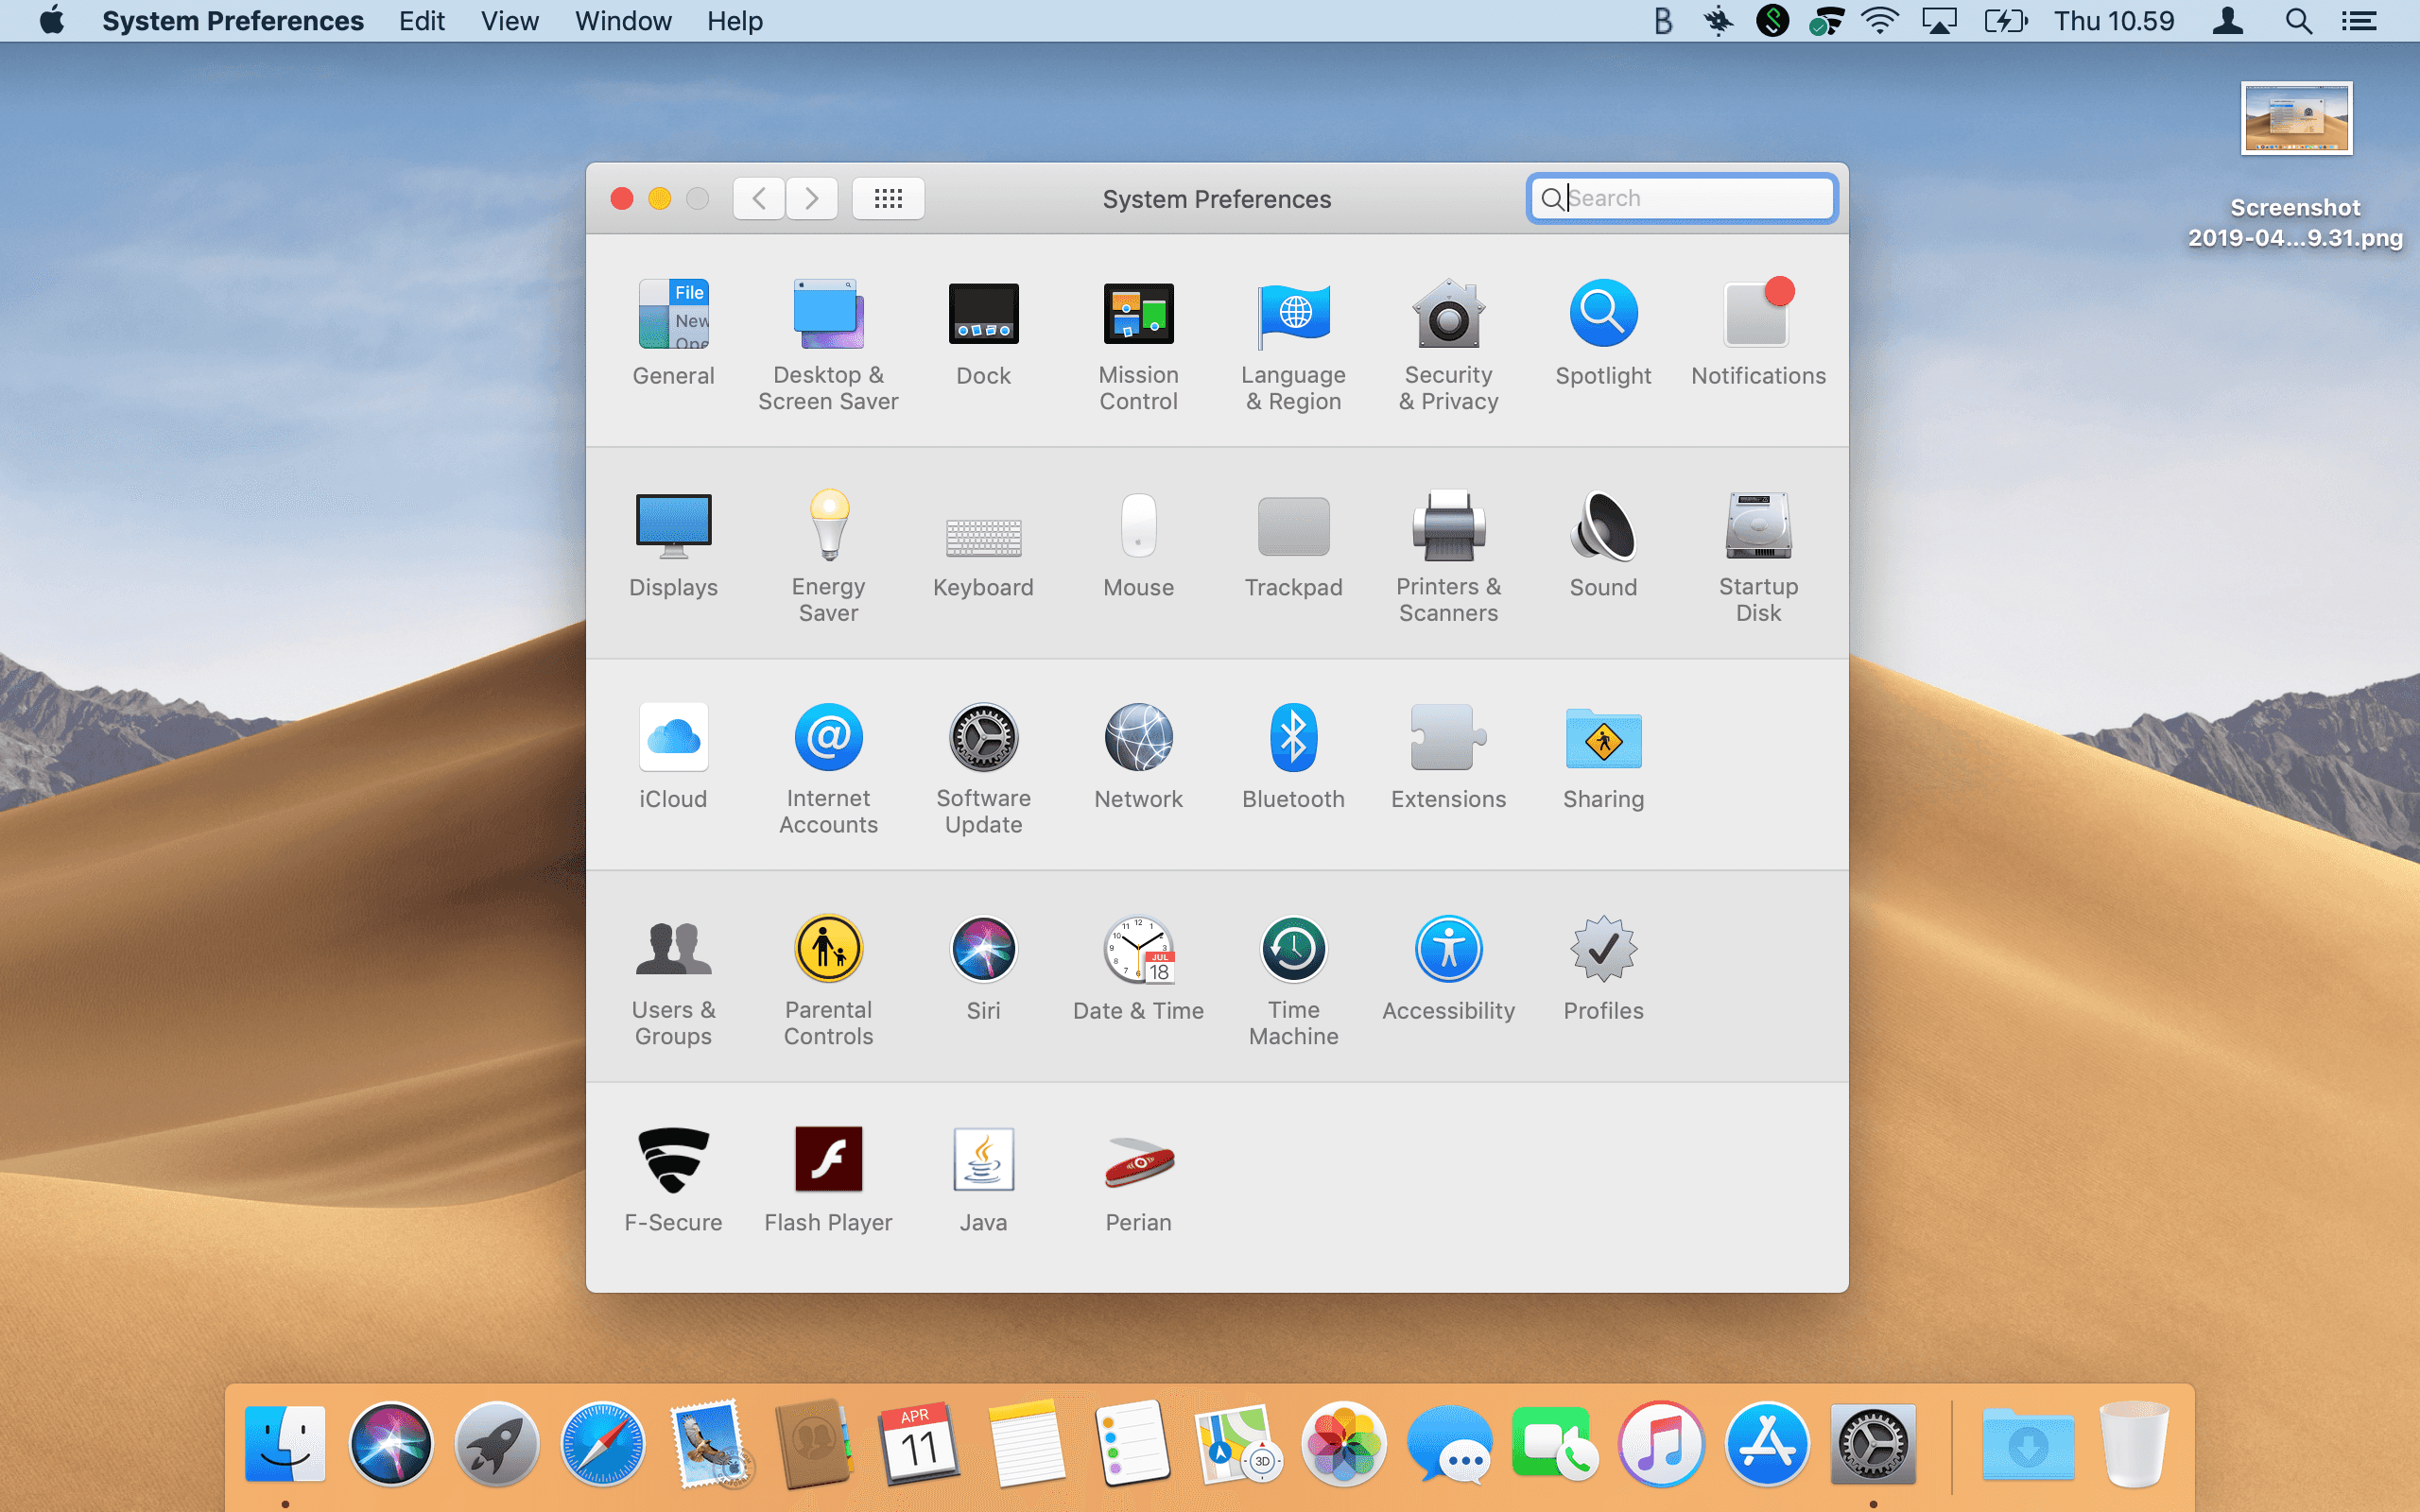 System Preferences Edit View Window Help Thu 10.59
Screenshot
2019-04...9.31.png
System Preferences
Search
File
New
Ope
General
Desktop &
Screen Saver
Dock
Mission
Control
Language
& Region
Security
& Privacy
Spotlight
Notifications
Displays
Energy
Saver
Keyboard
Mouse
Trackpad
Printers &
Scanners
Sound
Startup
Disk
iCloud
Internet
Accounts
Software
Update
Network
Bluetooth
Extensions
Sharing
JUL
18
Users &
Groups
Parental
Controls
Siri
Date & Time
Time
Machine
Accessibility
Profiles
F-Secure
Flash Player
Java
Perian
APR
11
3D